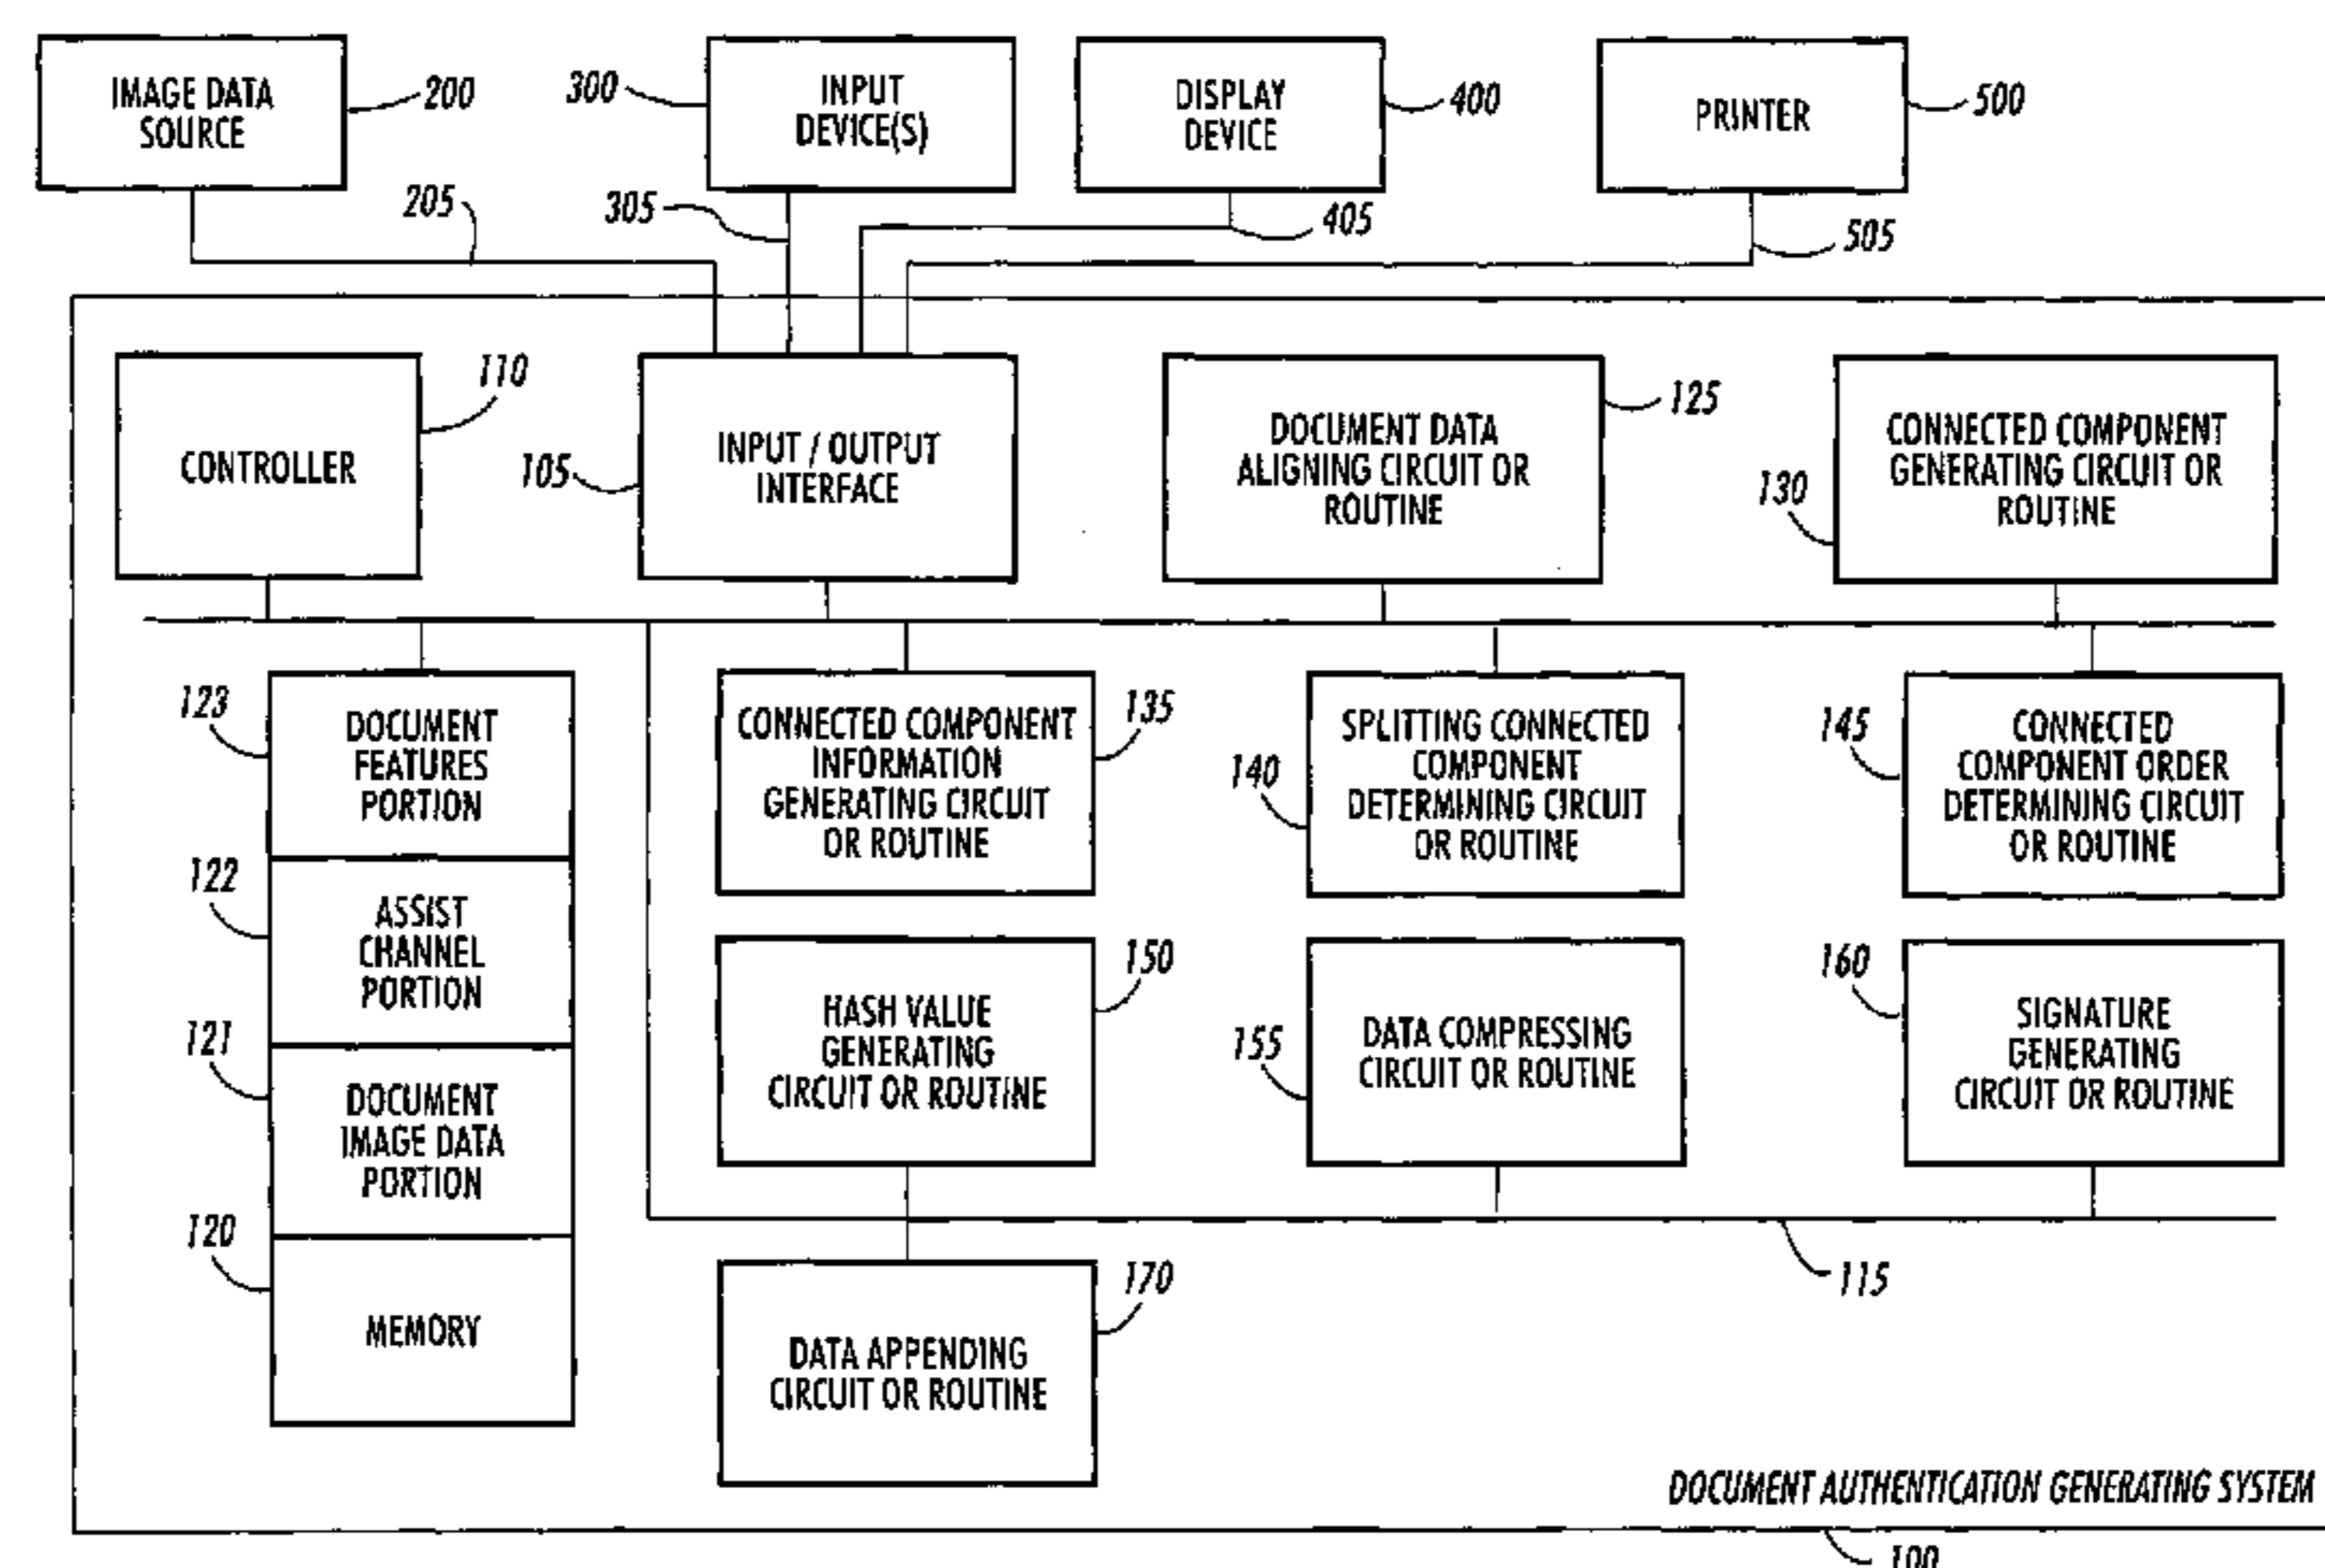 IMAGE DATA
SOURCE
200
300
INPUT
DEVICE(S)
DISPLAY
DEVICE
400
PRINTER
500
205
305
405
505
CONTROLLER
110
105
INPUT / OUTPUT
INTERFACE
DOCUMENT DATA
ALIGNING CIRCUIT OR
ROUTINE
125
130
CONNECTED COMPONENT
GENERATING CIRCUIT OR
ROUTINE
123
DOCUMENT
FEATURES
PORTION
122
ASSIST
CHANNEL
PORTION
121
DOCUMENT
IMAGE DATA
PORTION
120
MEMORY
CONNECTED COMPONENT
INFORMATION
GENERATING CIRCUIT
OR ROUTINE
135
140
SPLITTING CONNECTED
COMPONENT
DETERMINING CIRCUIT
OR ROUTINE
145
CONNECTED
COMPONENT ORDER
DETERMINING CIRCUIT
OR ROUTINE
HASH VALUE
GENERATING
CIRCUIT OR ROUTINE
150
155
DATA COMPRESSING
CIRCUIT OR ROUTINE
160
SIGNATURE
GENERATING
CIRCUIT OR ROUTINE
115
DATA APPENDING
CIRCUIT OR ROUTINE
170
DOCUMENT AUTHENTICATION GENERATING SYSTEM
100